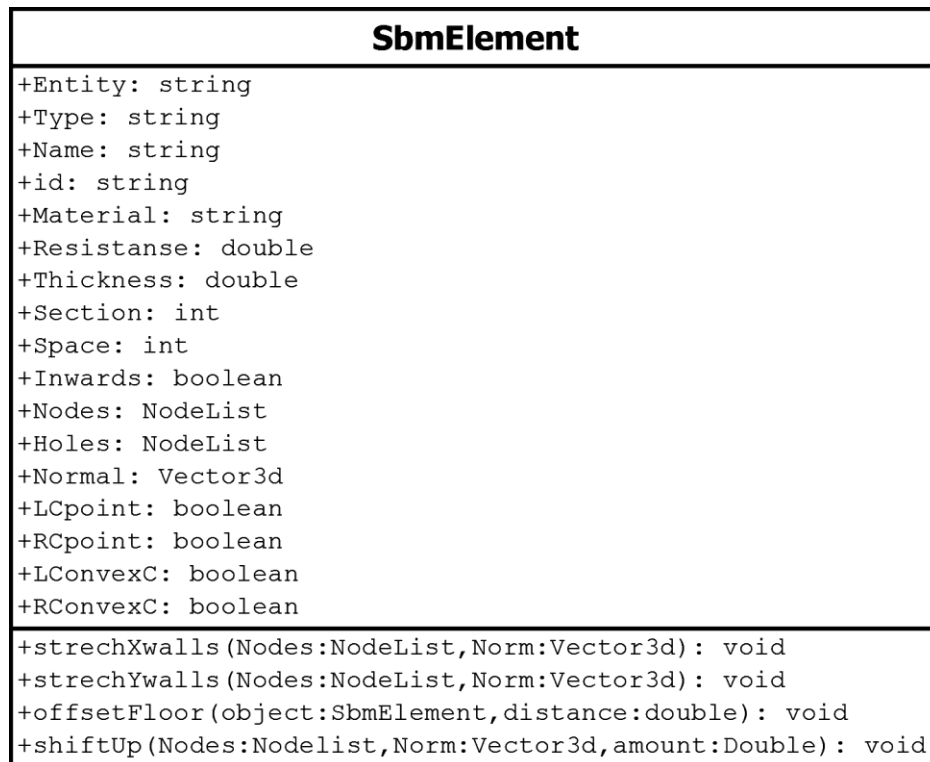 SbmElement
+Entity: string
+Type: string
+Name: string
+id: string
+Material: string
+Resistanse: double
+Thickness: double
+Section: int
+Space: int
+Inwards: boolean
+Nodes: NodeList
+Holes: NodeList
+Normal: Vector3d
+LCpoint: boolean
+RCpoint: boolean
+LConvexC: boolean
+RConvexC: boolean
+strechXwalls(Nodes:NodeList,Norm:Vector3d): void
+strechYwalls(Nodes:NodeList,Norm:Vector3d): void
+offsetFloor(object:SbmElement,distance:double): void
+shiftUp(Nodes:Nodelist,Norm:Vector3d,amount:Double): void